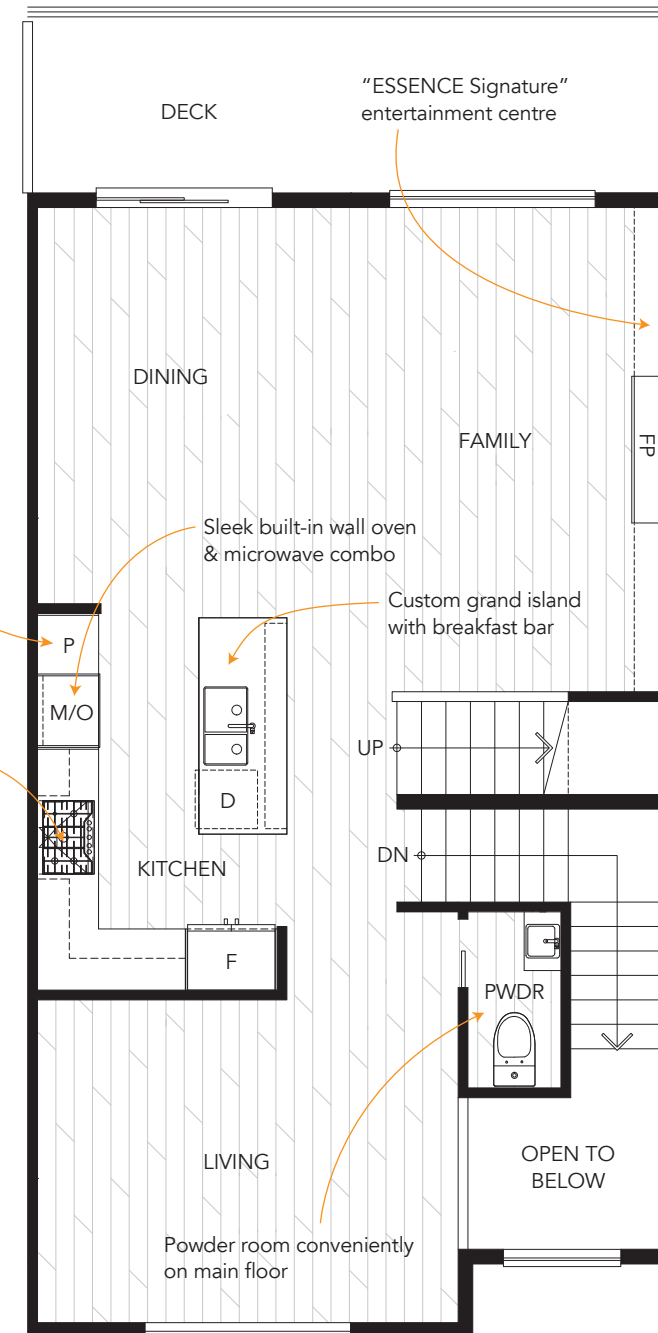 DECK
“ESSENCE Signature”
entertainment centre
DINING
FAMILY
FP
Sleek built-in wall oven
& microwave combo
Custom grand island
with breakfast bar
P
M/O
UP
D
DN
KITCHEN
F
PWDR
LIVING
OPEN TO
BELOW
Powder room conveniently
on main floor